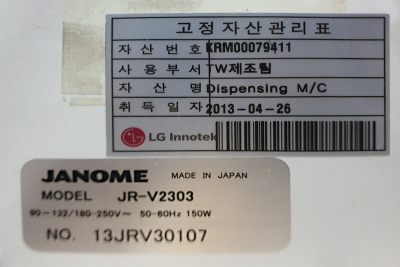 고정자산관리표
자산번호 KRM00079411
사용부서 TW제조팀
자산명 Dispensing M/C
취득일자 2013-04-26
LG Innotek
JANOME MADE IN JAPAN
MODEL JR-V2303
90-132/180-250V~ 50-60Hz 150W
NO. 13JRV30107